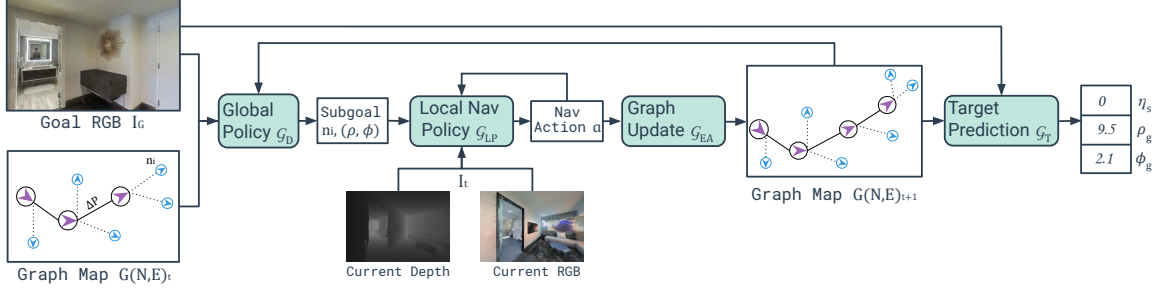 Goal RGB I_G
n_i
ΔP
Graph Map G(N,E)_t
Global
Policy 𝒢_D
Subgoal
n_i, (ρ, ϕ)
Local Nav
Policy 𝒢_LP
Nav
Action a
I_t
Current Depth
Current RGB
Graph
Update 𝒢_EA
Graph Map G(N,E)_t+1
Target
Prediction 𝒢_T
0 η_s
9.5 ρ_g
2.1 ϕ_g